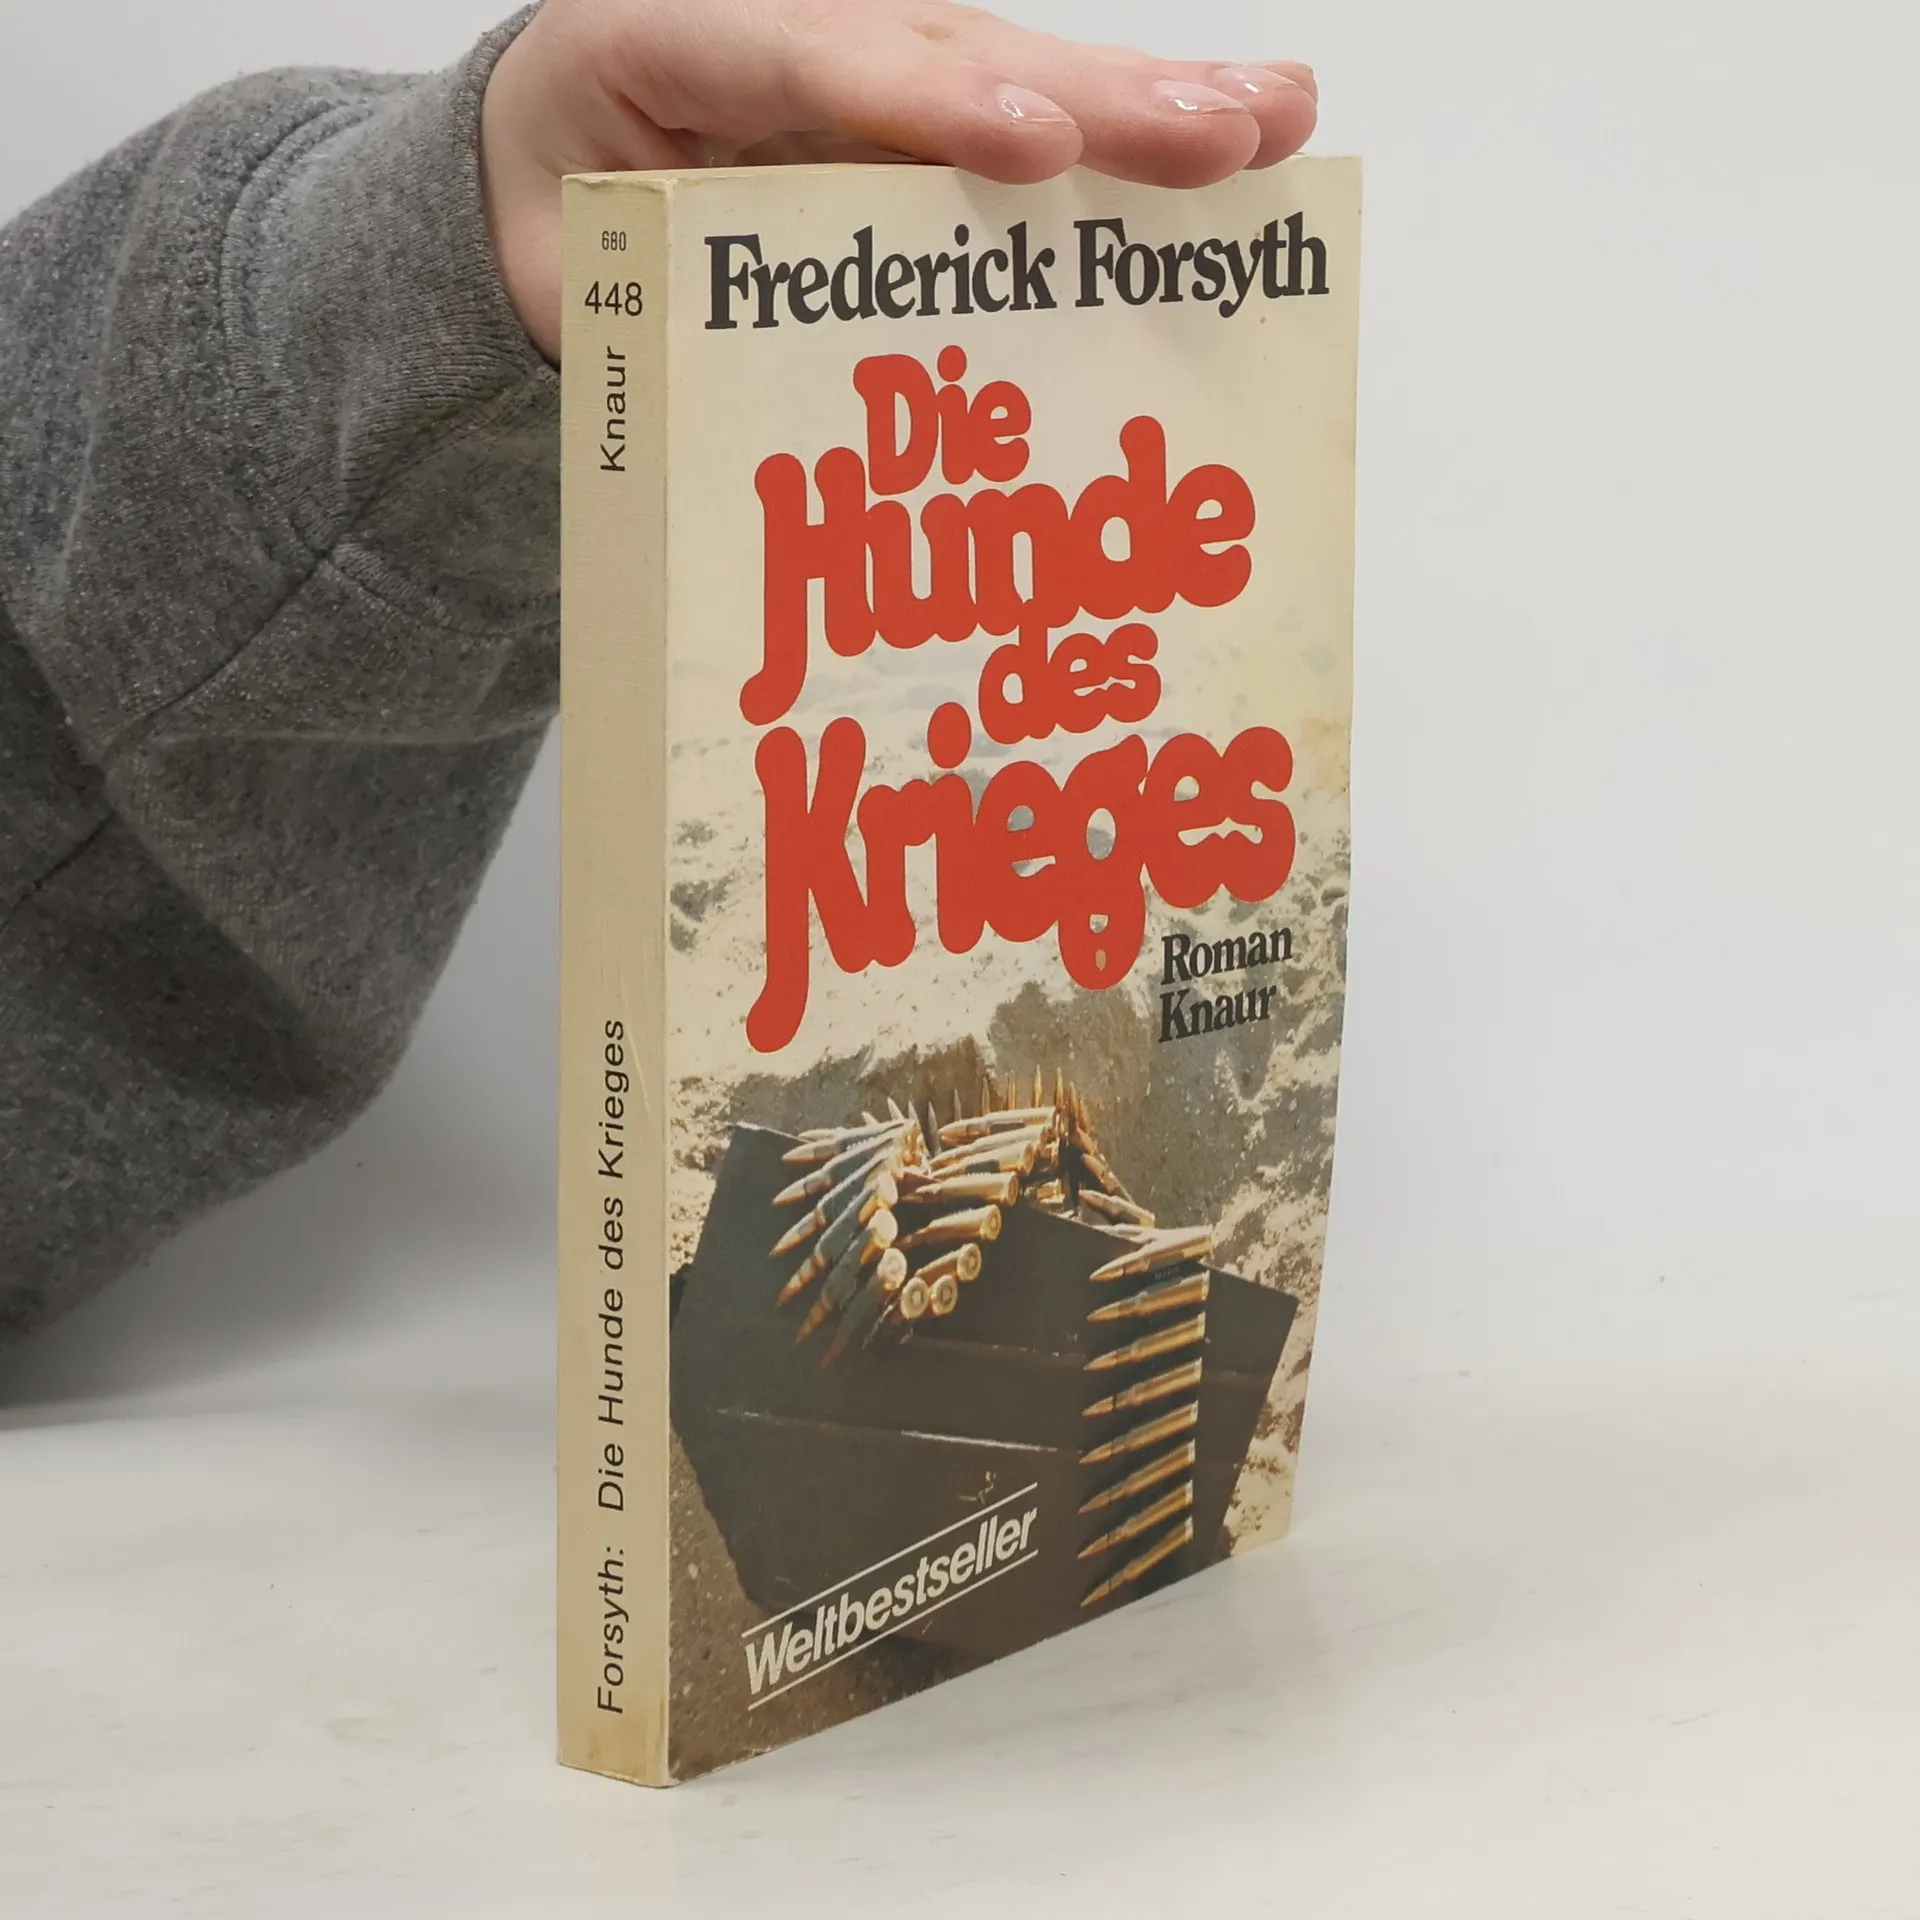 680
448
Knaur
Forsyth: Die Hunde des Krieges
Frederick Forsyth
Die
Hunde
des
Krieges
Roman
Knaur
Weltbestseller